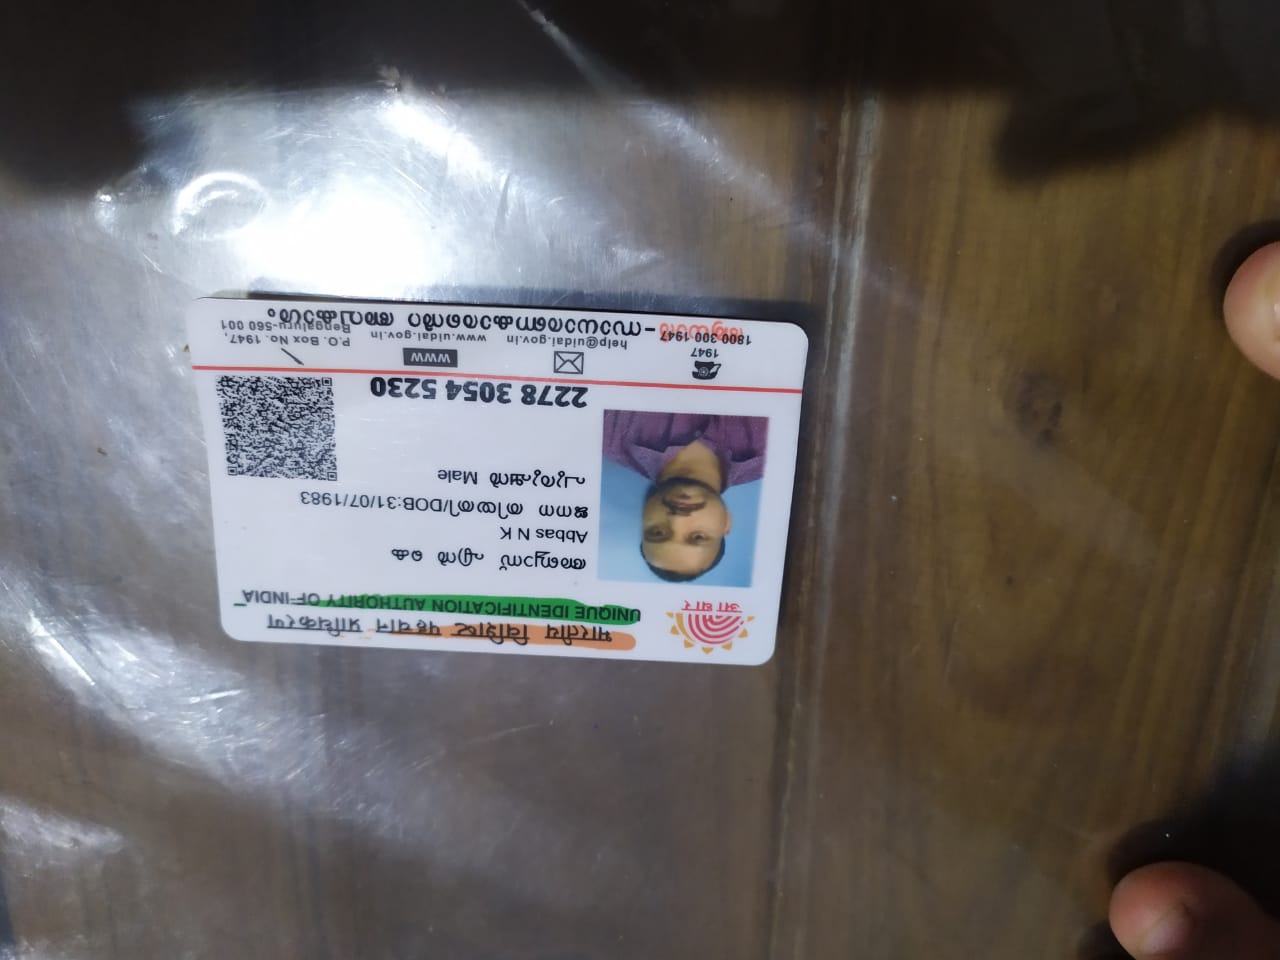 भारतीय विशिष्ट पहचान प्राधिकरण
UNIQUE IDENTIFICATION AUTHORITY OF INDIA
आधार
അബ്ബാസ് എൻ കെ
Abbas N K
ജനന തിയതി/DOB:31/07/1983
പുരുഷൻ Male
2278 3054 5230
1947
1800 300 1947
help@uidai.gov.in
WWW
www.uidai.gov.in
P.O. Box No. 1947,
Bengaluru-560 001
ആധാർ - സാധാരണക്കാരന്റെ അവകാശം